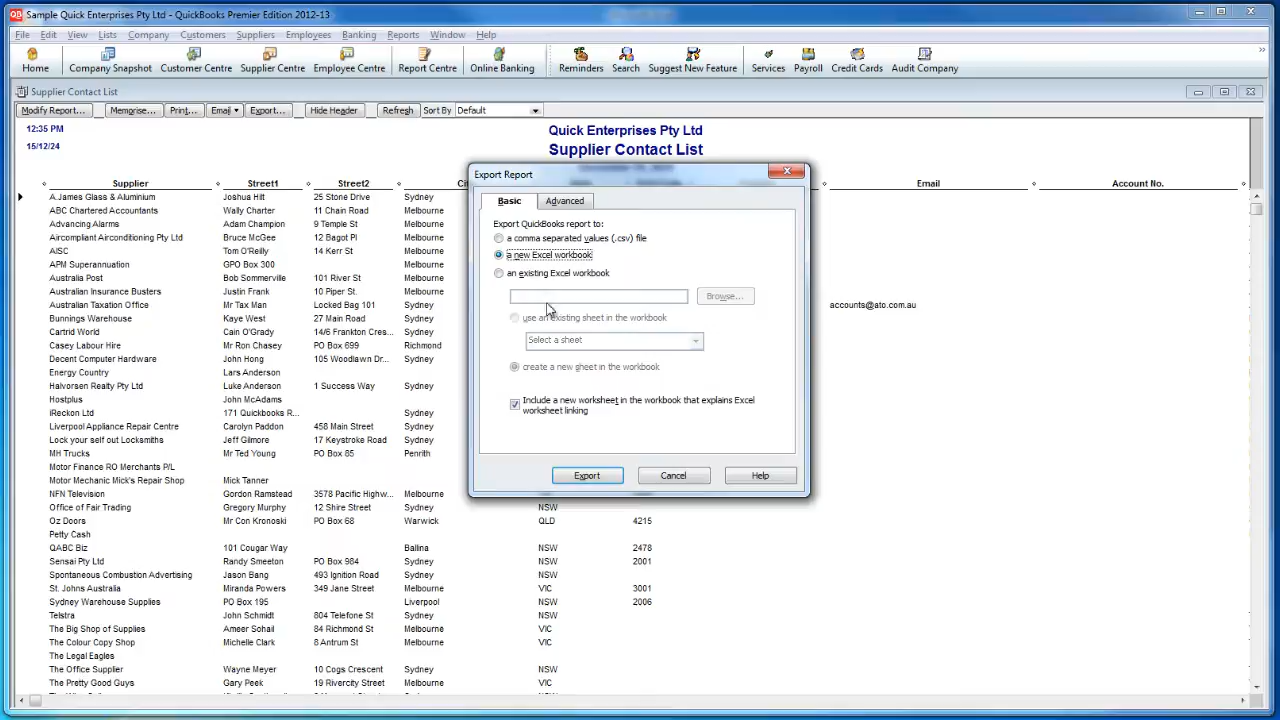 Sample Quick Enterprises Pty Ltd - QuickBooks Premier Edition 2012-13
File Edit View Lists Company Customers Suppliers Employees Banking Reports Window Help
Home Company Snapshot Customer Centre Supplier Centre Employee Centre Report Centre Online Banking Reminders Search Suggest New Feature Services Payroll Credit Cards Audit Company
Supplier Contact List
Modify Report... Memorise... Print... Email Export... Hide Header Refresh Sort By Default
12:35 PM
15/12/24
Quick Enterprises Pty Ltd
Supplier Contact List
Supplier Street1 Street2 Email Account No.
A.James Glass & Aluminium Joshua Hilt 25 Stone Drive Sydney
ABC Chartered Accountants Wally Charter 11 Chain Road Melbourne
Advancing Alarms Adam Champion 9 Temple St Melbourne
Aircompliant Airconditioning Pty Ltd Bruce McGee 12 Bagot Pl Melbourne
AISC Tom O'Reilly 14 Kerr St Melbourne
APM Superannuation GPO Box 300 Melbourne
Australia Post Bob Sommerville 101 River St Melbourne
Australian Insurance Busters Justin Frank 10 Piper St. Melbourne
Australian Taxation Office Mr Tax Man Locked Bag 101 Sydney accounts@ato.com.au
Bunnings Warehouse Kaye West 32 Wayne St Sydney
Cartrid World Cain O'Grady 14/6 Frankton Cres... Sydney
Casey Labour Hire Mr Ron Chasey PO Box 699 Richmond
Decent Computer Hardware John Hong 105 Woodlawn Dr... Sydney
Energy Country Lars Anderson
Halvorsen Realty Pty Ltd Luke Anderson 1 Success Way Sydney
Hostplus John McAdams
iReckon Ltd 171 Quickbooks R... Sydney
Liverpool Appliance Repair Centre Carolyn Paddon 458 Main Street Sydney
Lock your self out Locksmiths Jeff Gilmore 17 Keystroke Road Sydney
MH Trucks Mr Ted Young PO Box 85 Penrith
Motor Finance RO Merchants P/L
Motor Mechanic Mick's Repair Shop Mick Tanner
NFN Television Gordon Ramstead 3578 Pacific Highw... Melbourne
Office of Fair Trading Gregory Murphy 12 Shire Street Sydney NSW
Oz Doors Mr Con Kronoski PO Box 68 Warwick QLD 4215
Petty Cash
QABC Biz 101 Cougar Way Ballina NSW 2478
Sensai Pty Ltd Randy Smeeton PO Box 984 Sydney NSW 2001
Spontaneous Combustion Advertising Jason Bang 493 Ignition Road Sydney NSW
St. Johns Australia Miranda Powers 349 Jane Street Melbourne VIC 3001
Sydney Warehouse Supplies PO Box 195 Liverpool NSW 2006
Telstra John Schmidt 804 Telefone St Sydney NSW
The Big Shop of Supplies Ameer Sohail 84 Richmond St Melbourne VIC
The Colour Copy Shop Michelle Clark 8 Antrum St Melbourne VIC
The Legal Eagles
The Office Supplier Wayne Meyer 10 Cogs Crescent Sydney NSW
The Pretty Good Guys Gary Peek 19 Rivercity Street Melbourne VIC
Export Report
Basic Advanced
Export QuickBooks report to:
a comma separated values (.csv) file
a new Excel workbook
an existing Excel workbook
Browse...
use an existing sheet in the workbook
Select a sheet
create a new sheet in the workbook
Include a new worksheet in the workbook that explains Excel
worksheet linking
Export Cancel Help